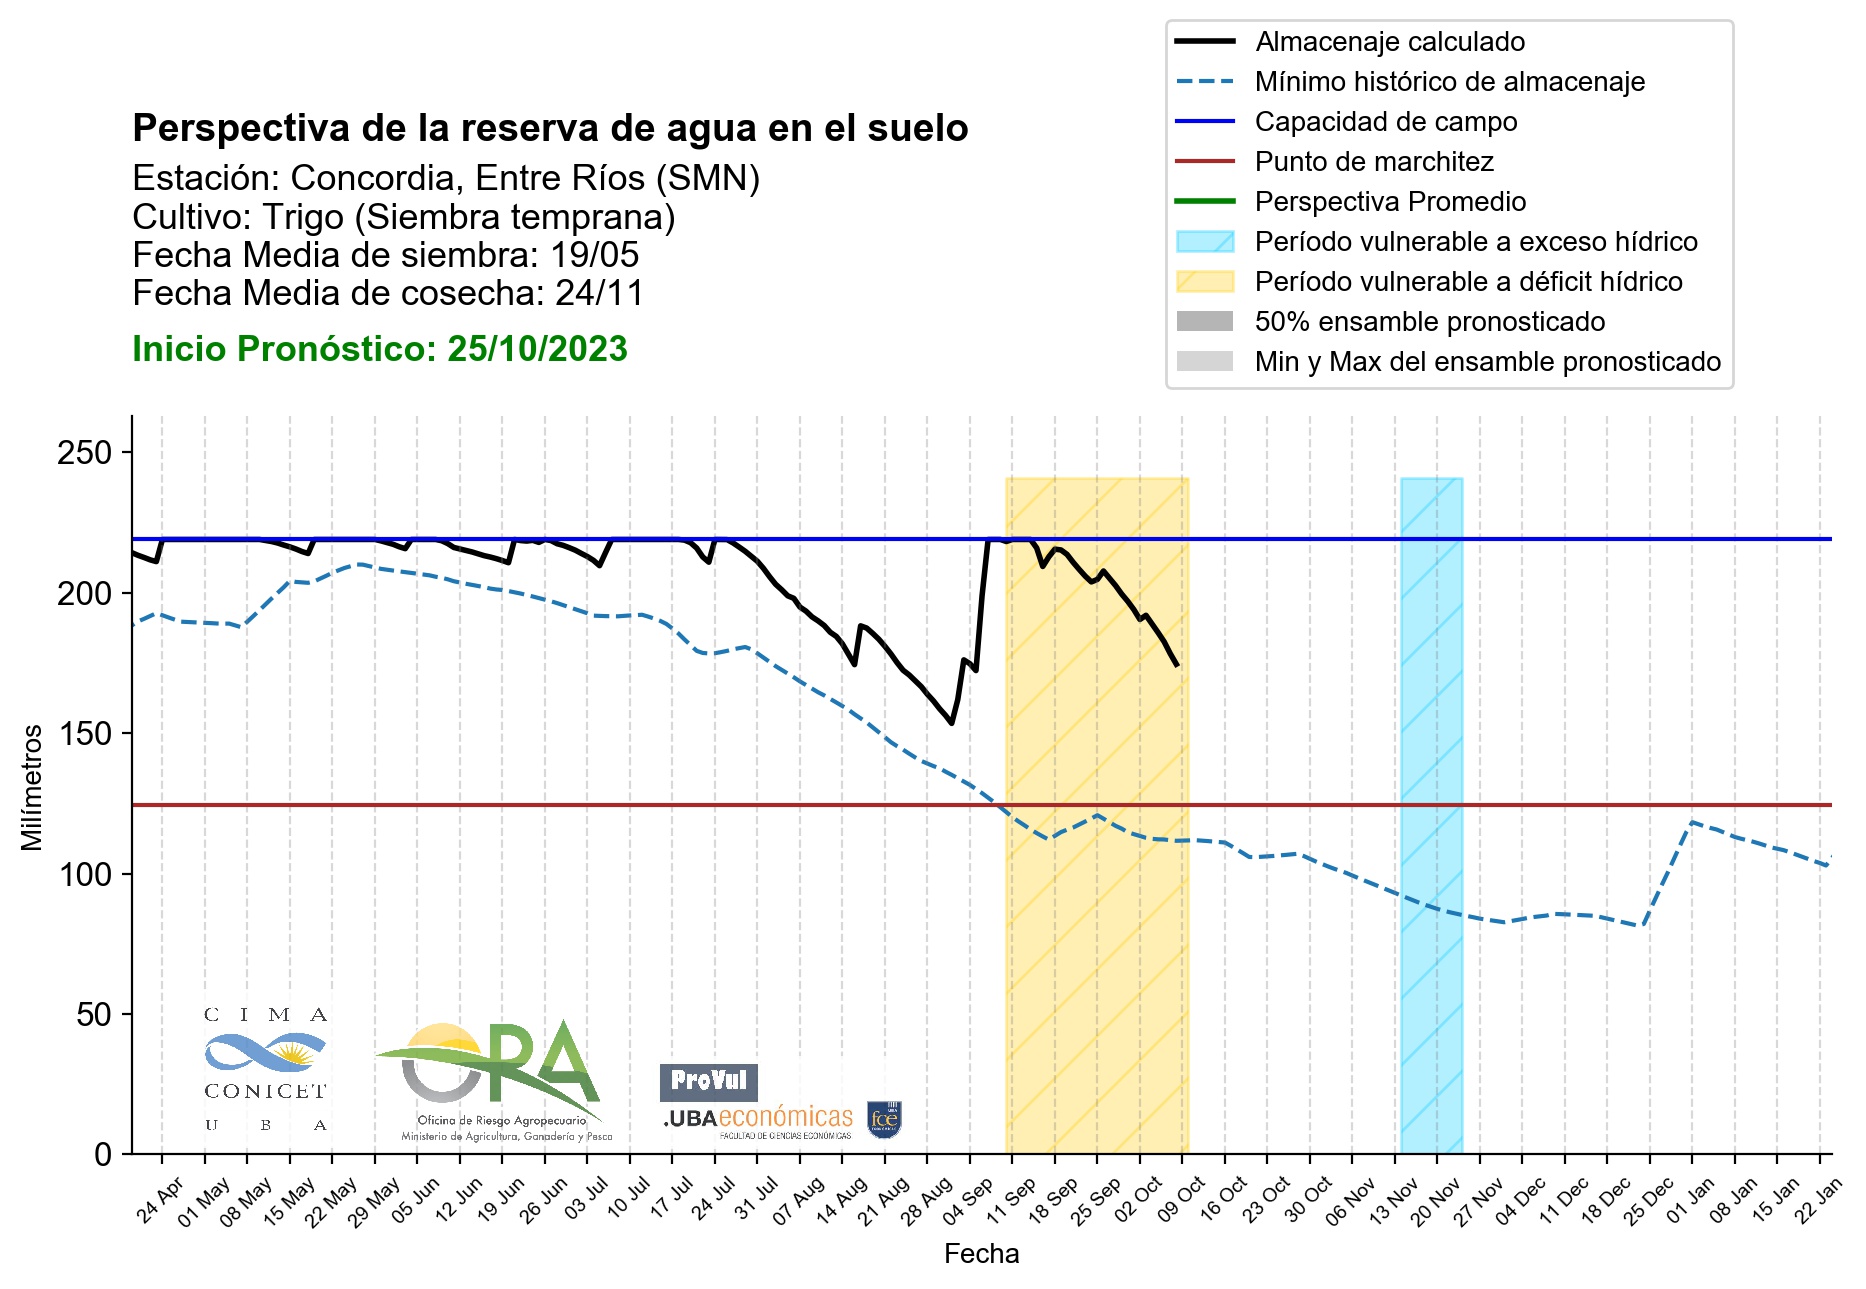 Almacenaje calculado
Mínimo histórico de almacenaje
Capacidad de campo
Punto de marchitez
Perspectiva Promedio
Período vulnerable a exceso hídrico
Período vulnerable a déficit hídrico
50% ensamble pronosticado
Min y Max del ensamble pronosticado
Perspectiva de la reserva de agua en el suelo
Estación: Concordia, Entre Ríos (SMN)
Cultivo: Trigo (Siembra temprana)
Fecha Media de siembra: 19/05
Fecha Media de cosecha: 24/11
Inicio Pronóstico: 25/10/2023
250
200
150
100
50
0
Milímetros
CIMA
CONICET
UBA
ORA
Oficina de Riesgo Agropecuario
Ministerio de Agricultura, Ganadería y Pesca
ProVul
.UBAeconómicas
FACULTAD DE CIENCIAS ECONÓMICAS
fce
24 Apr
01 May
08 May
15 May
22 May
29 May
05 Jun
12 Jun
19 Jun
26 Jun
03 Jul
10 Jul
17 Jul
24 Jul
31 Jul
07 Aug
14 Aug
21 Aug
28 Aug
04 Sep
11 Sep
18 Sep
25 Sep
02 Oct
09 Oct
16 Oct
23 Oct
30 Oct
06 Nov
13 Nov
20 Nov
27 Nov
04 Dec
11 Dec
18 Dec
25 Dec
01 Jan
08 Jan
15 Jan
22 Jan
Fecha